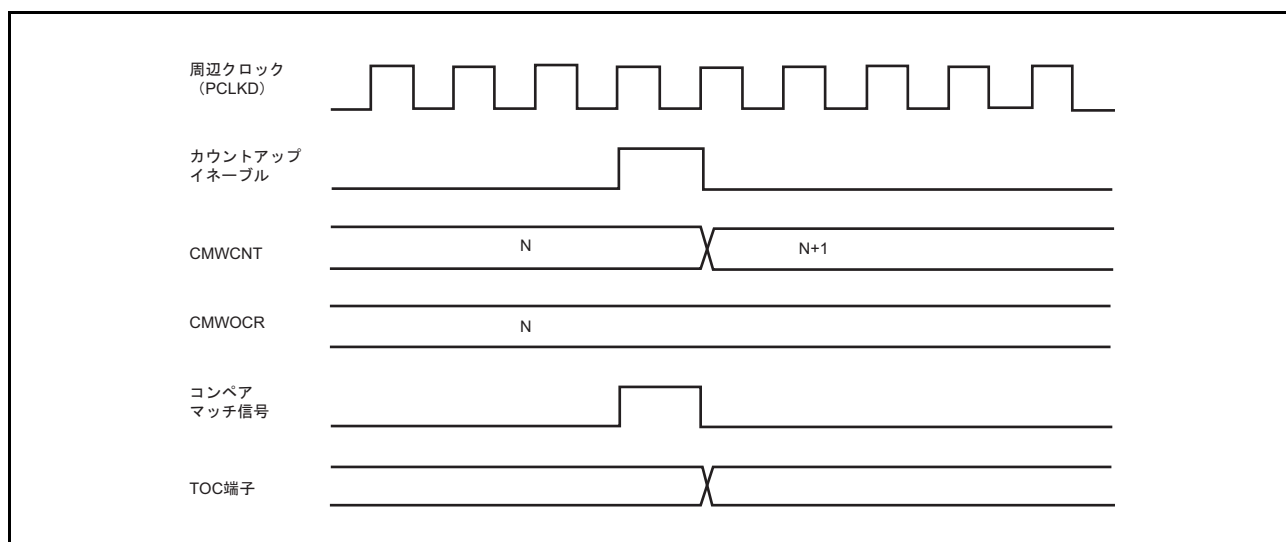 周辺クロック
（PCLKD）
カウントアップ
イネーブル
CMWCNT
N
N+1
CMWOCR
N
コンペア
マッチ信号
TOC端子